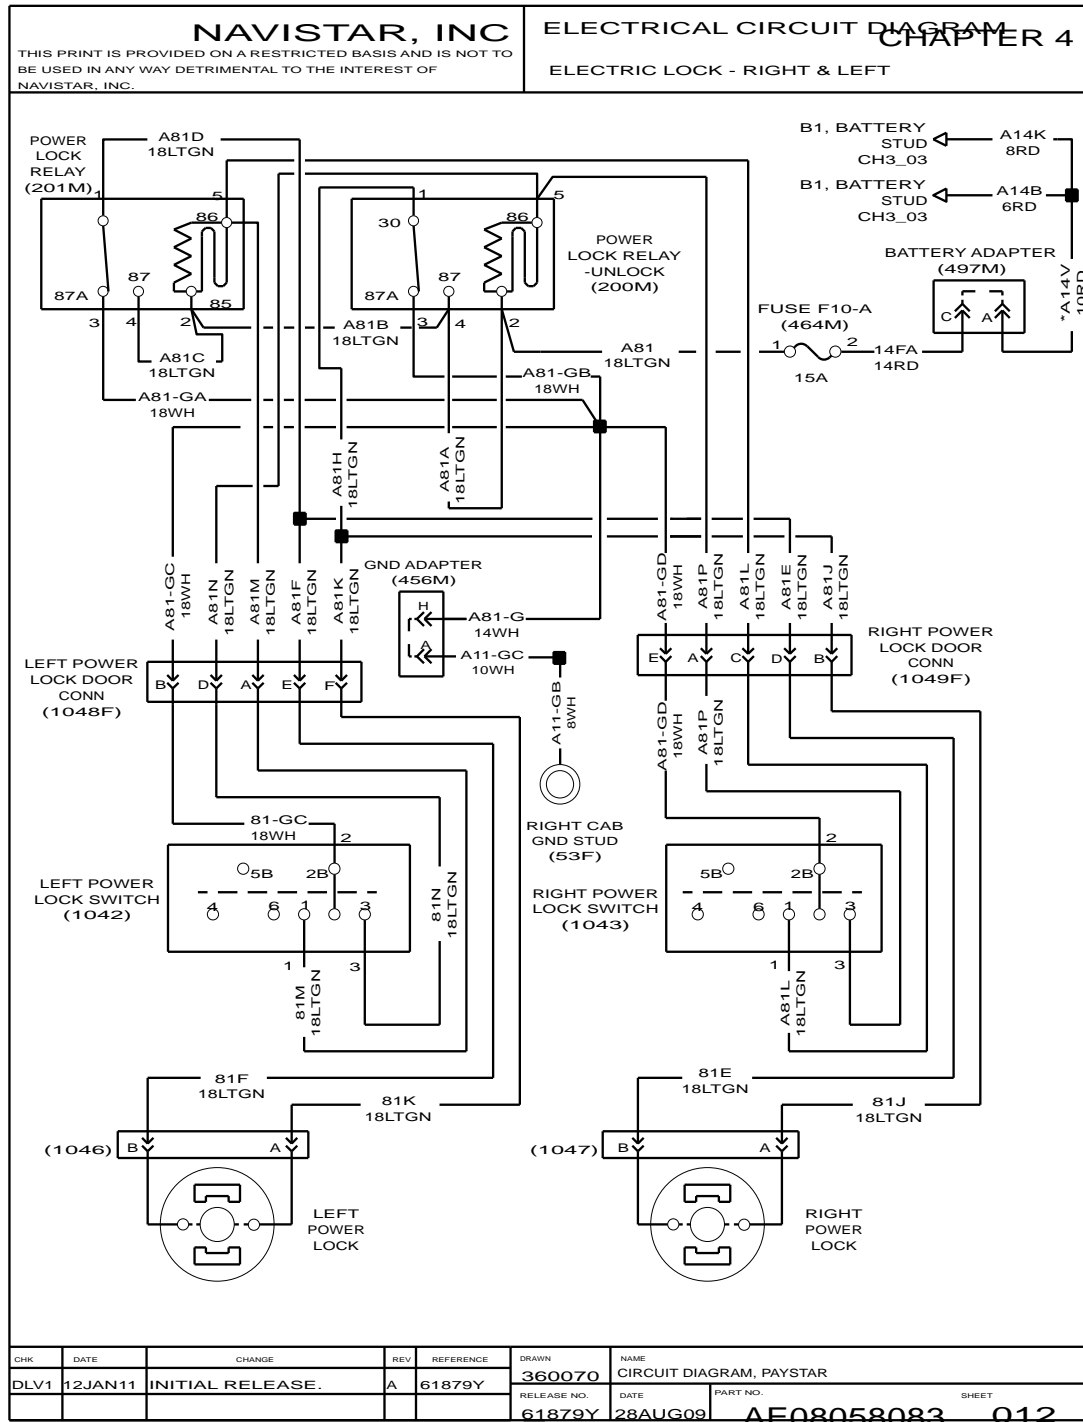 NAVISTAR, INC
THIS PRINT IS PROVIDED ON A RESTRICTED BASIS AND IS NOT TO
BE USED IN ANY WAY DETRIMENTAL TO THE INTEREST OF
NAVISTAR, INC.
ELECTRICAL CIRCUIT DIAGRAM
CHAPTER 4
ELECTRIC LOCK - RIGHT & LEFT
POWER
LOCK
RELAY
(201M)
A81D
18LTGN
1
5
86
87
87A
85
3
4
2
A81C
18LTGN
A81B
18LTGN
A81-GA
18WH
1
5
30
86
87
87A
3
4
2
POWER
LOCK RELAY
-UNLOCK
(200M)
A81-GB
18WH
A81
18LTGN
B1, BATTERY
STUD
CH3_03
A14K
8RD
B1, BATTERY
STUD
CH3_03
A14B
6RD
BATTERY ADAPTER
(497M)
C
A
*A14V
10RD
FUSE F10-A
(464M)
1
2
15A
14FA
14RD
A81H
18LTGN
A81A
18LTGN
A81-GC
18WH
A81N
18LTGN
A81M
18LTGN
A81F
18LTGN
A81K
18LTGN
GND ADAPTER
(456M)
H
A
A81-G
14WH
A11-GC
10WH
A11-GB
8WH
RIGHT CAB
GND STUD
(53F)
A81-GD
18WH
A81P
18LTGN
A81L
18LTGN
A81E
18LTGN
A81J
18LTGN
LEFT POWER
LOCK DOOR
CONN
(1048F)
B D A E F
E A C D B
RIGHT POWER
LOCK DOOR
CONN
(1049F)
A81-GD
18WH
A81P
18LTGN
81-GC
18WH
2
LEFT POWER
LOCK SWITCH
(1042)
5B
2B
4 6 1 3
1
3
81N
18LTGN
81M
18LTGN
RIGHT POWER
LOCK SWITCH
(1043)
2
5B
2B
4 6 1 3
1
3
A81L
18LTGN
81F
18LTGN
81K
18LTGN
81E
18LTGN
81J
18LTGN
(1046)
B
A
(1047)
B
A
LEFT
POWER
LOCK
RIGHT
POWER
LOCK
CHK DATE CHANGE REV REFERENCE
DLV1 12JAN11 INITIAL RELEASE. A 61879Y
DRAWN
360070
NAME
CIRCUIT DIAGRAM, PAYSTAR
RELEASE NO.
61879Y
DATE
28AUG09
PART NO.
AE08058083
SHEET
012